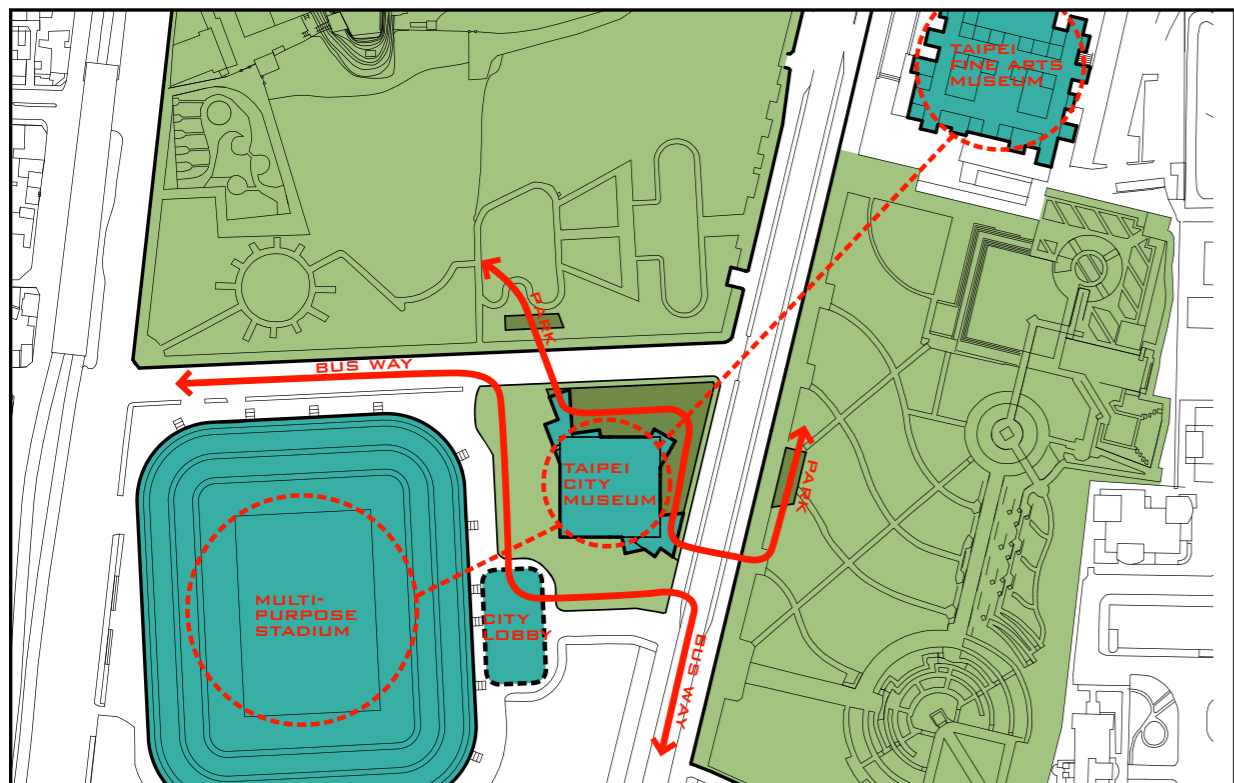 TAIPEI
FINE ARTS
MUSEUM
PARK
BUS WAY
TAIPEI
CITY
MUSEUM
PARK
MULTI-
PURPOSE
STADIUM
CITY
LOBBY
BUS WAY